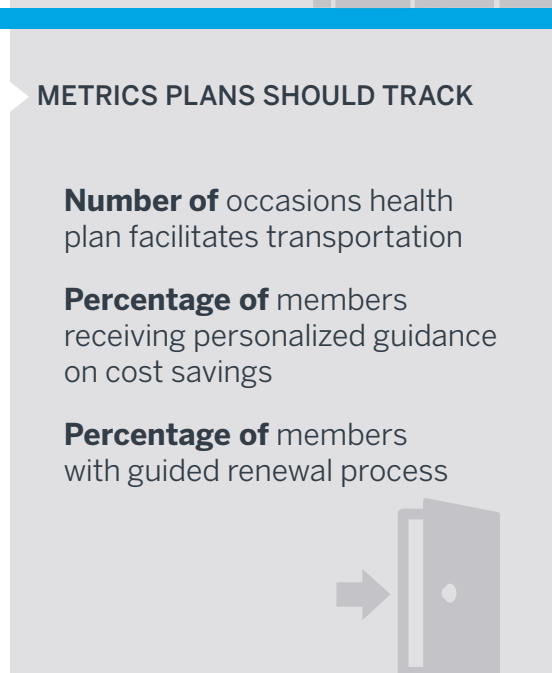 METRICS PLANS SHOULD TRACK
Number of occasions health
plan facilitates transportation
Percentage of members
receiving personalized guidance
on cost savings
Percentage of members
with guided renewal process